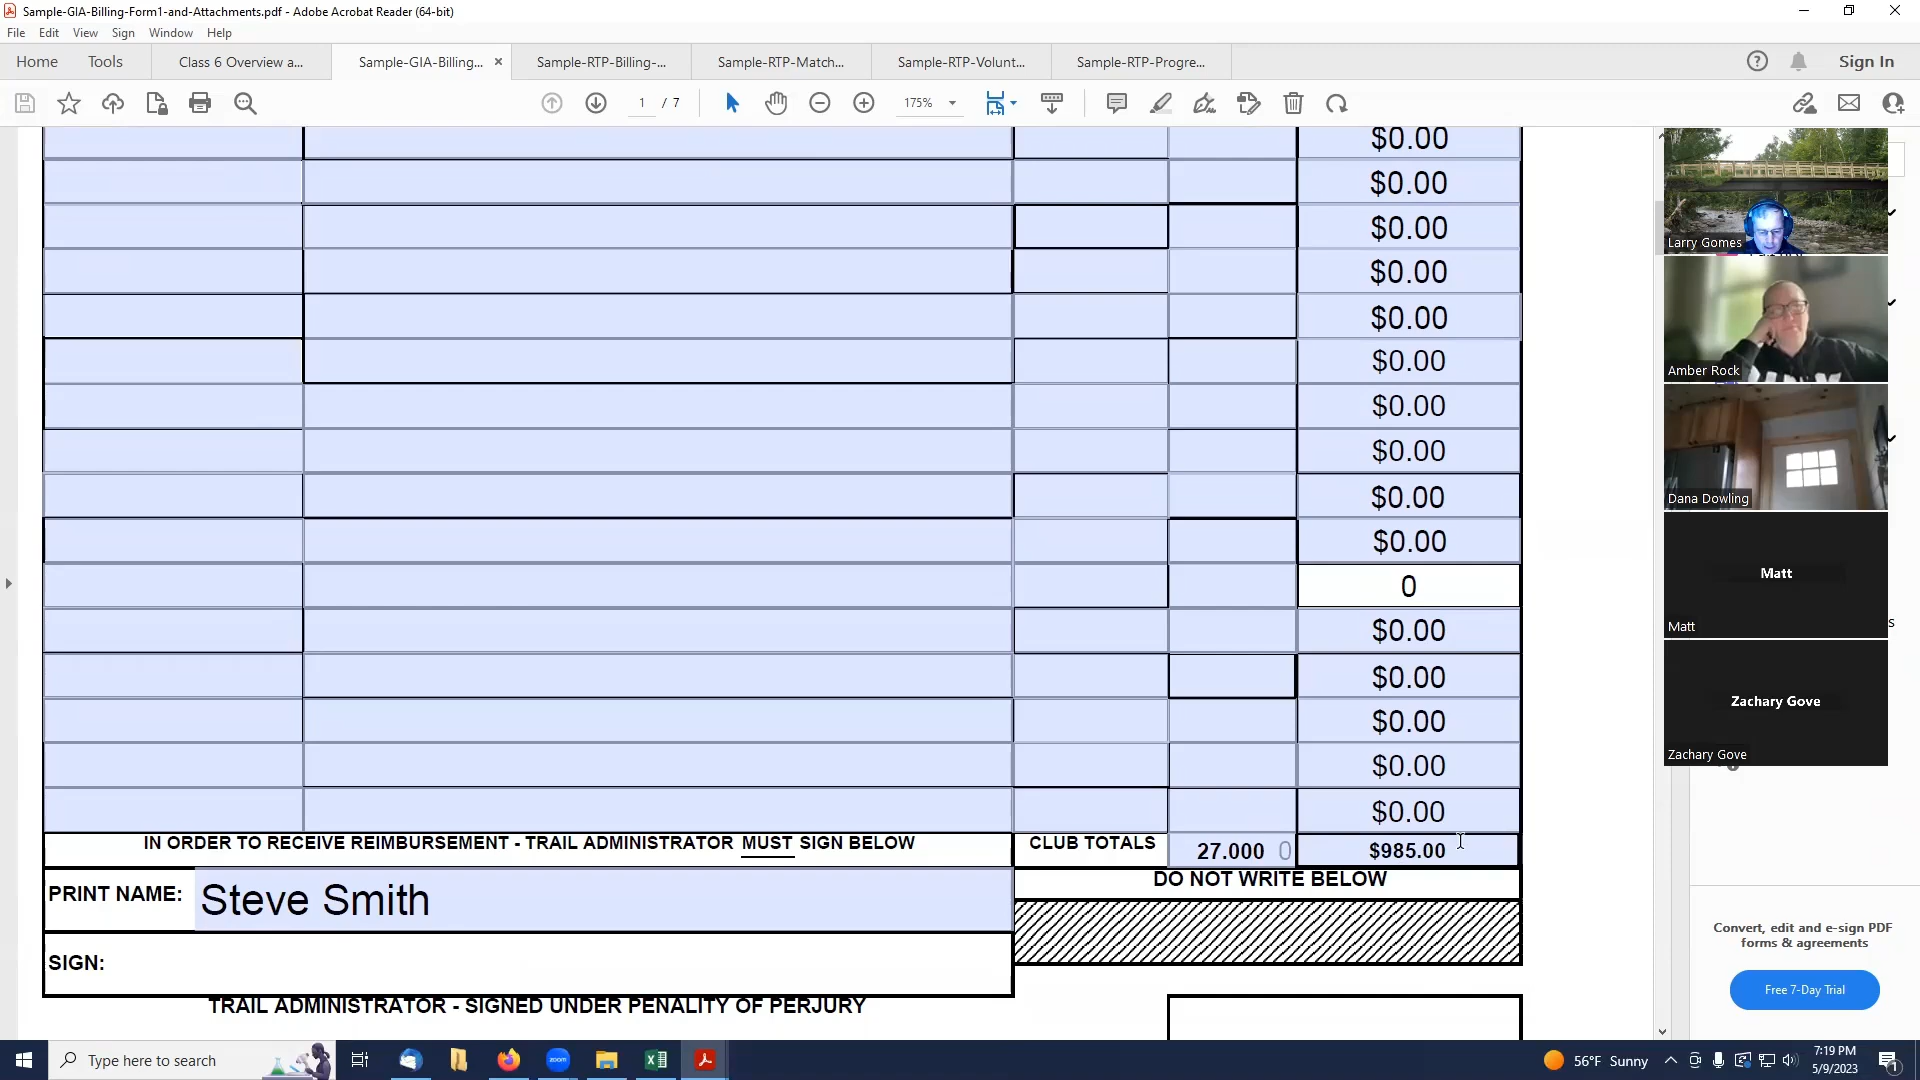 Sample-GIA-Billing-Form1-and-Attachments.pdf - Adobe Acrobat Reader (64-bit)
File Edit View Sign Window Help
Home Tools Class 6 Overview a... Sample-GIA-Billing... × Sample-RTP-Billing-... Sample-RTP-Match... Sample-RTP-Volunt... Sample-RTP-Progre... Sign In
1 / 7 175%
$0.00
$0.00
$0.00
$0.00
$0.00
$0.00
$0.00
$0.00
$0.00
$0.00
0
$0.00
$0.00
$0.00
$0.00
$0.00
IN ORDER TO RECEIVE REIMBURSEMENT - TRAIL ADMINISTRATOR MUST SIGN BELOW CLUB TOTALS 27.000 0 $985.00
PRINT NAME: Steve Smith
DO NOT WRITE BELOW
SIGN:
TRAIL ADMINISTRATOR - SIGNED UNDER PENALITY OF PERJURY
Larry Gomes
Amber Rock
Dana Dowling
Matt
Matt
Zachary Gove
Zachary Gove
s
Convert, edit and e-sign PDF
forms & agreements
Free 7-Day Trial
Type here to search
zoom
56°F Sunny
7:19 PM
5/9/2023
1